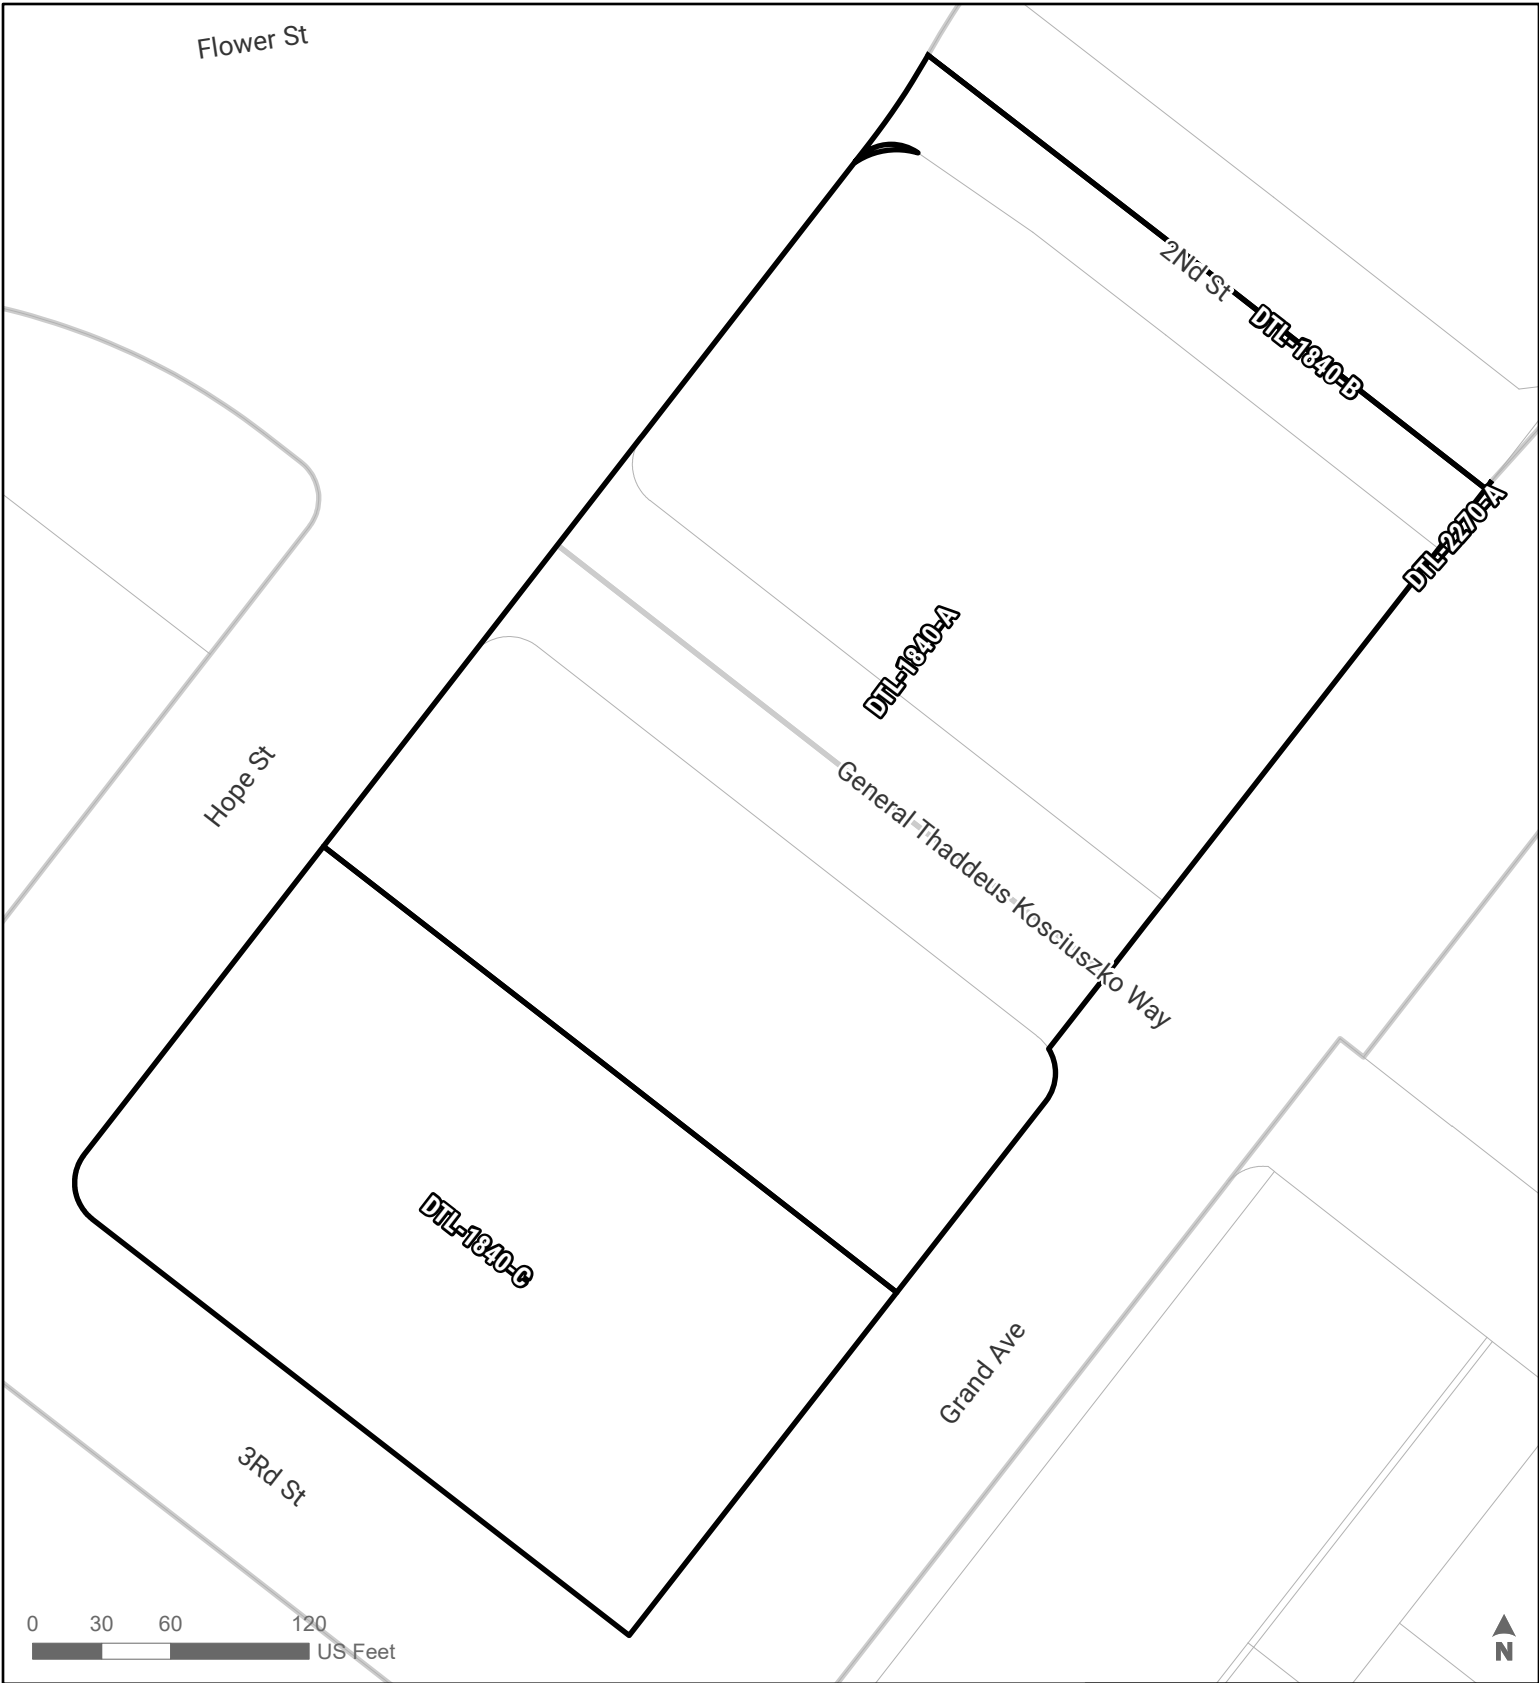 Flower St
2Nd St
DTL-1840-B
DTL-2270-A
DTL-1840-A
General Thaddeus Kosciuszko Way
Hope St
DTL-1840-C
Grand Ave
3Rd St
0 30 60 120
US Feet
N